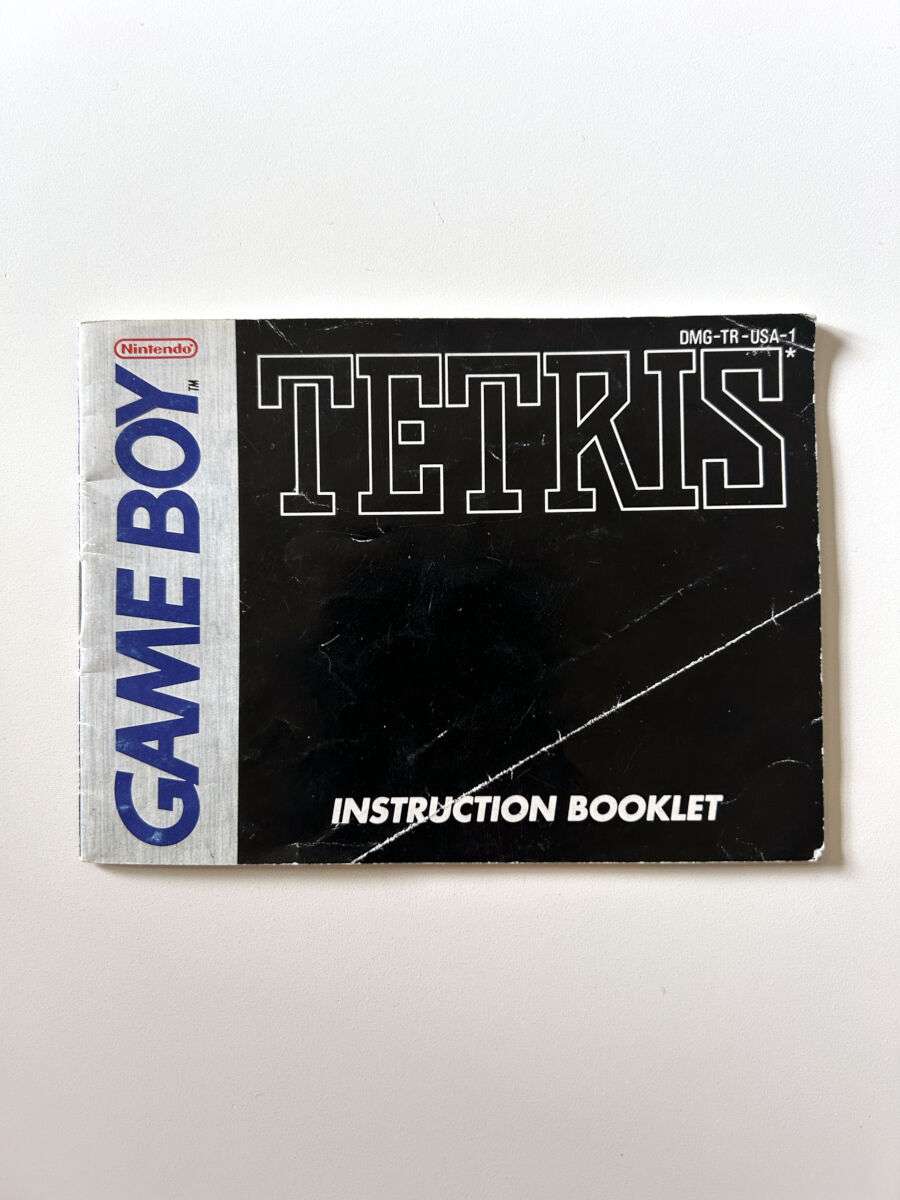 Nintendo®
GAME BOY™
DMG-TR-USA-1
TETRIS*
INSTRUCTION BOOKLET